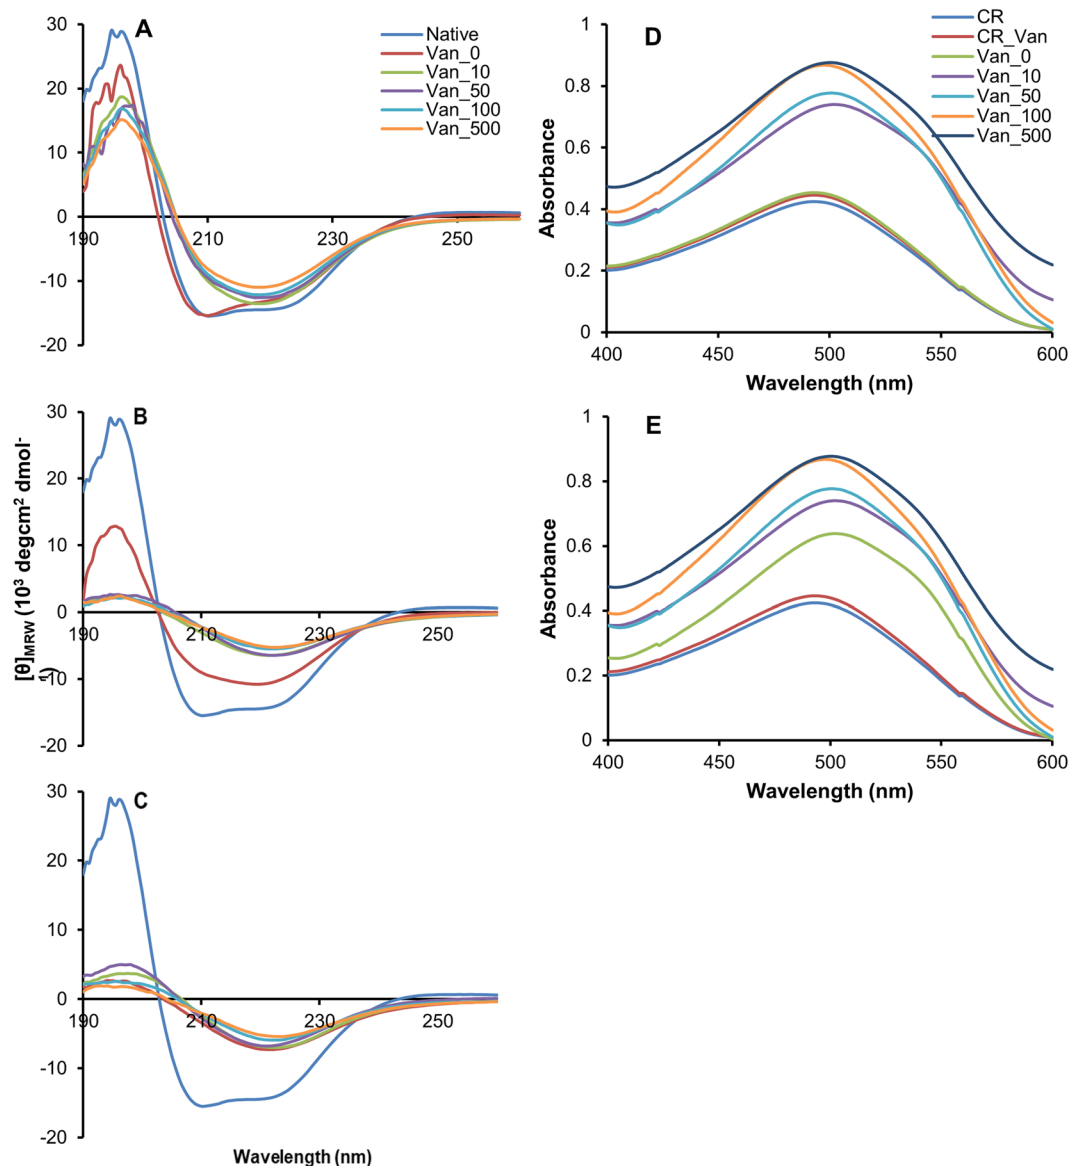 A
30
20
10
0
-10
-20
190
210
230
250
Native
Van_0
Van_10
Van_50
Van_100
Van_500
D
1
0.8
0.6
0.4
0.2
0
400
450
500
550
600
Absorbance
Wavelength (nm)
CR
CR_Van
Van_0
Van_10
Van_50
Van_100
Van_500
B
30
20
10
0
-10
-20
190
210
230
250
[θ]MRW (10³ degcm² dmol-
1)
E
1
0.8
0.6
0.4
0.2
0
400
450
500
550
600
Absorbance
Wavelength (nm)
C
30
20
10
0
-10
-20
190
210
230
250
Wavelength (nm)